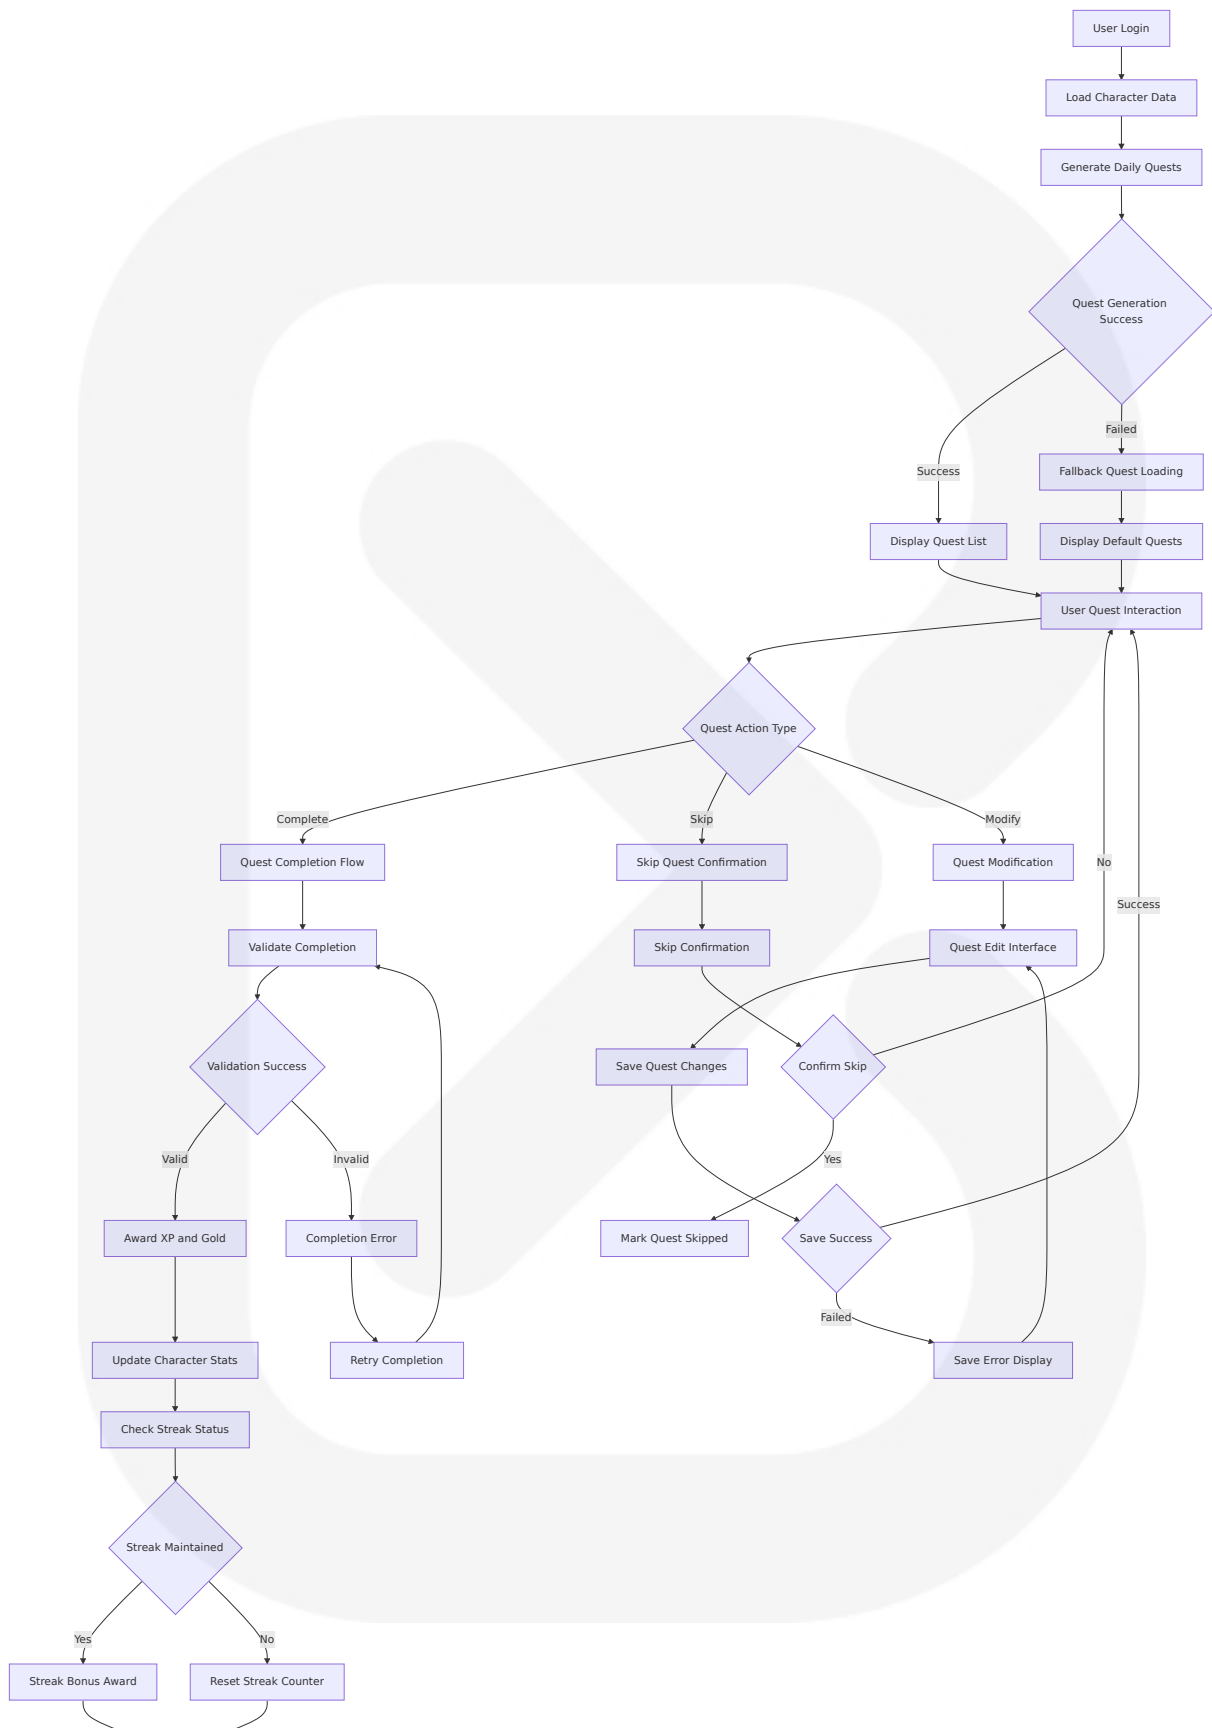 User Login
Load Character Data
Generate Daily Quests
Quest Generation
Success
Failed
Success
Fallback Quest Loading
Display Quest List
Display Default Quests
User Quest Interaction
Quest Action Type
Complete
Skip
Modify
Quest Completion Flow
Skip Quest Confirmation
Quest Modification
No
Success
Validate Completion
Skip Confirmation
Quest Edit Interface
Validation Success
Save Quest Changes
Confirm Skip
Valid
Invalid
Yes
Award XP and Gold
Completion Error
Mark Quest Skipped
Save Success
Failed
Update Character Stats
Retry Completion
Save Error Display
Check Streak Status
Streak Maintained
Yes
No
Streak Bonus Award
Reset Streak Counter